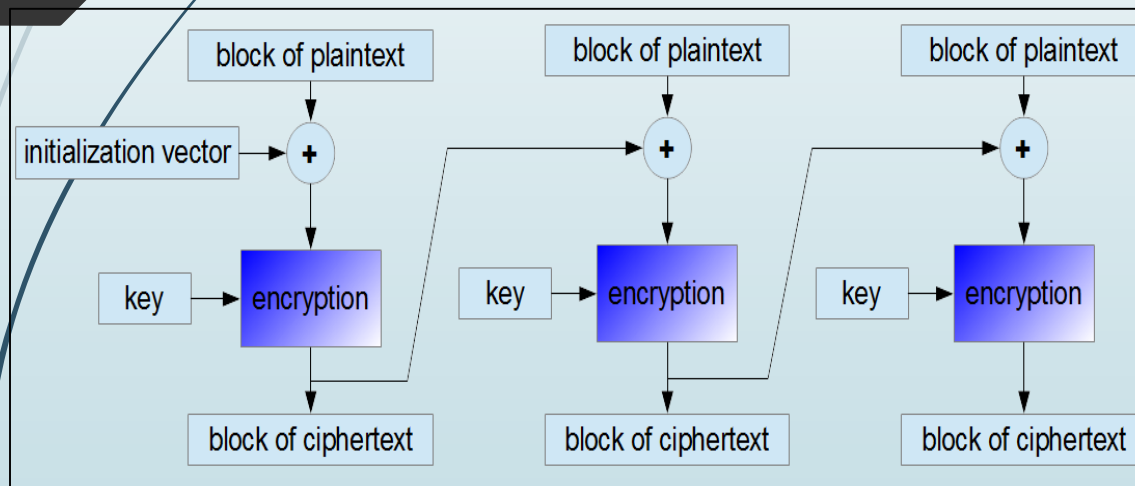 block of plaintext
block of plaintext
block of plaintext
initialization vector
+
+
+
key
encryption
key
encryption
key
encryption
block of ciphertext
block of ciphertext
block of ciphertext